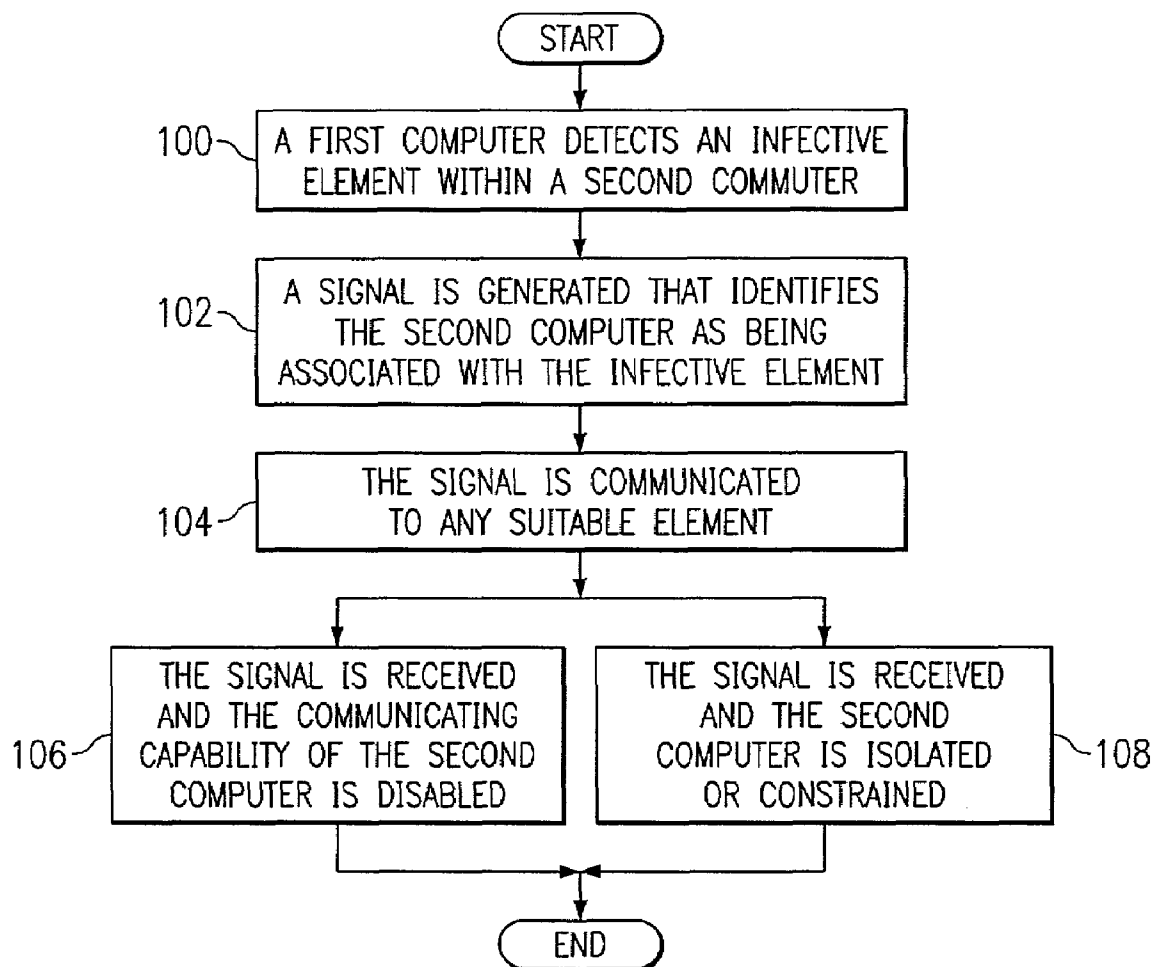 START
100
A FIRST COMPUTER DETECTS AN INFECTIVE
ELEMENT WITHIN A SECOND COMMUTER
102
A SIGNAL IS GENERATED THAT IDENTIFIES
THE SECOND COMPUTER AS BEING
ASSOCIATED WITH THE INFECTIVE ELEMENT
104
THE SIGNAL IS COMMUNICATED
TO ANY SUITABLE ELEMENT
106
THE SIGNAL IS RECEIVED
AND THE COMMUNICATING
CAPABILITY OF THE SECOND
COMPUTER IS DISABLED
THE SIGNAL IS RECEIVED
AND THE SECOND
COMPUTER IS ISOLATED
OR CONSTRAINED
108
END